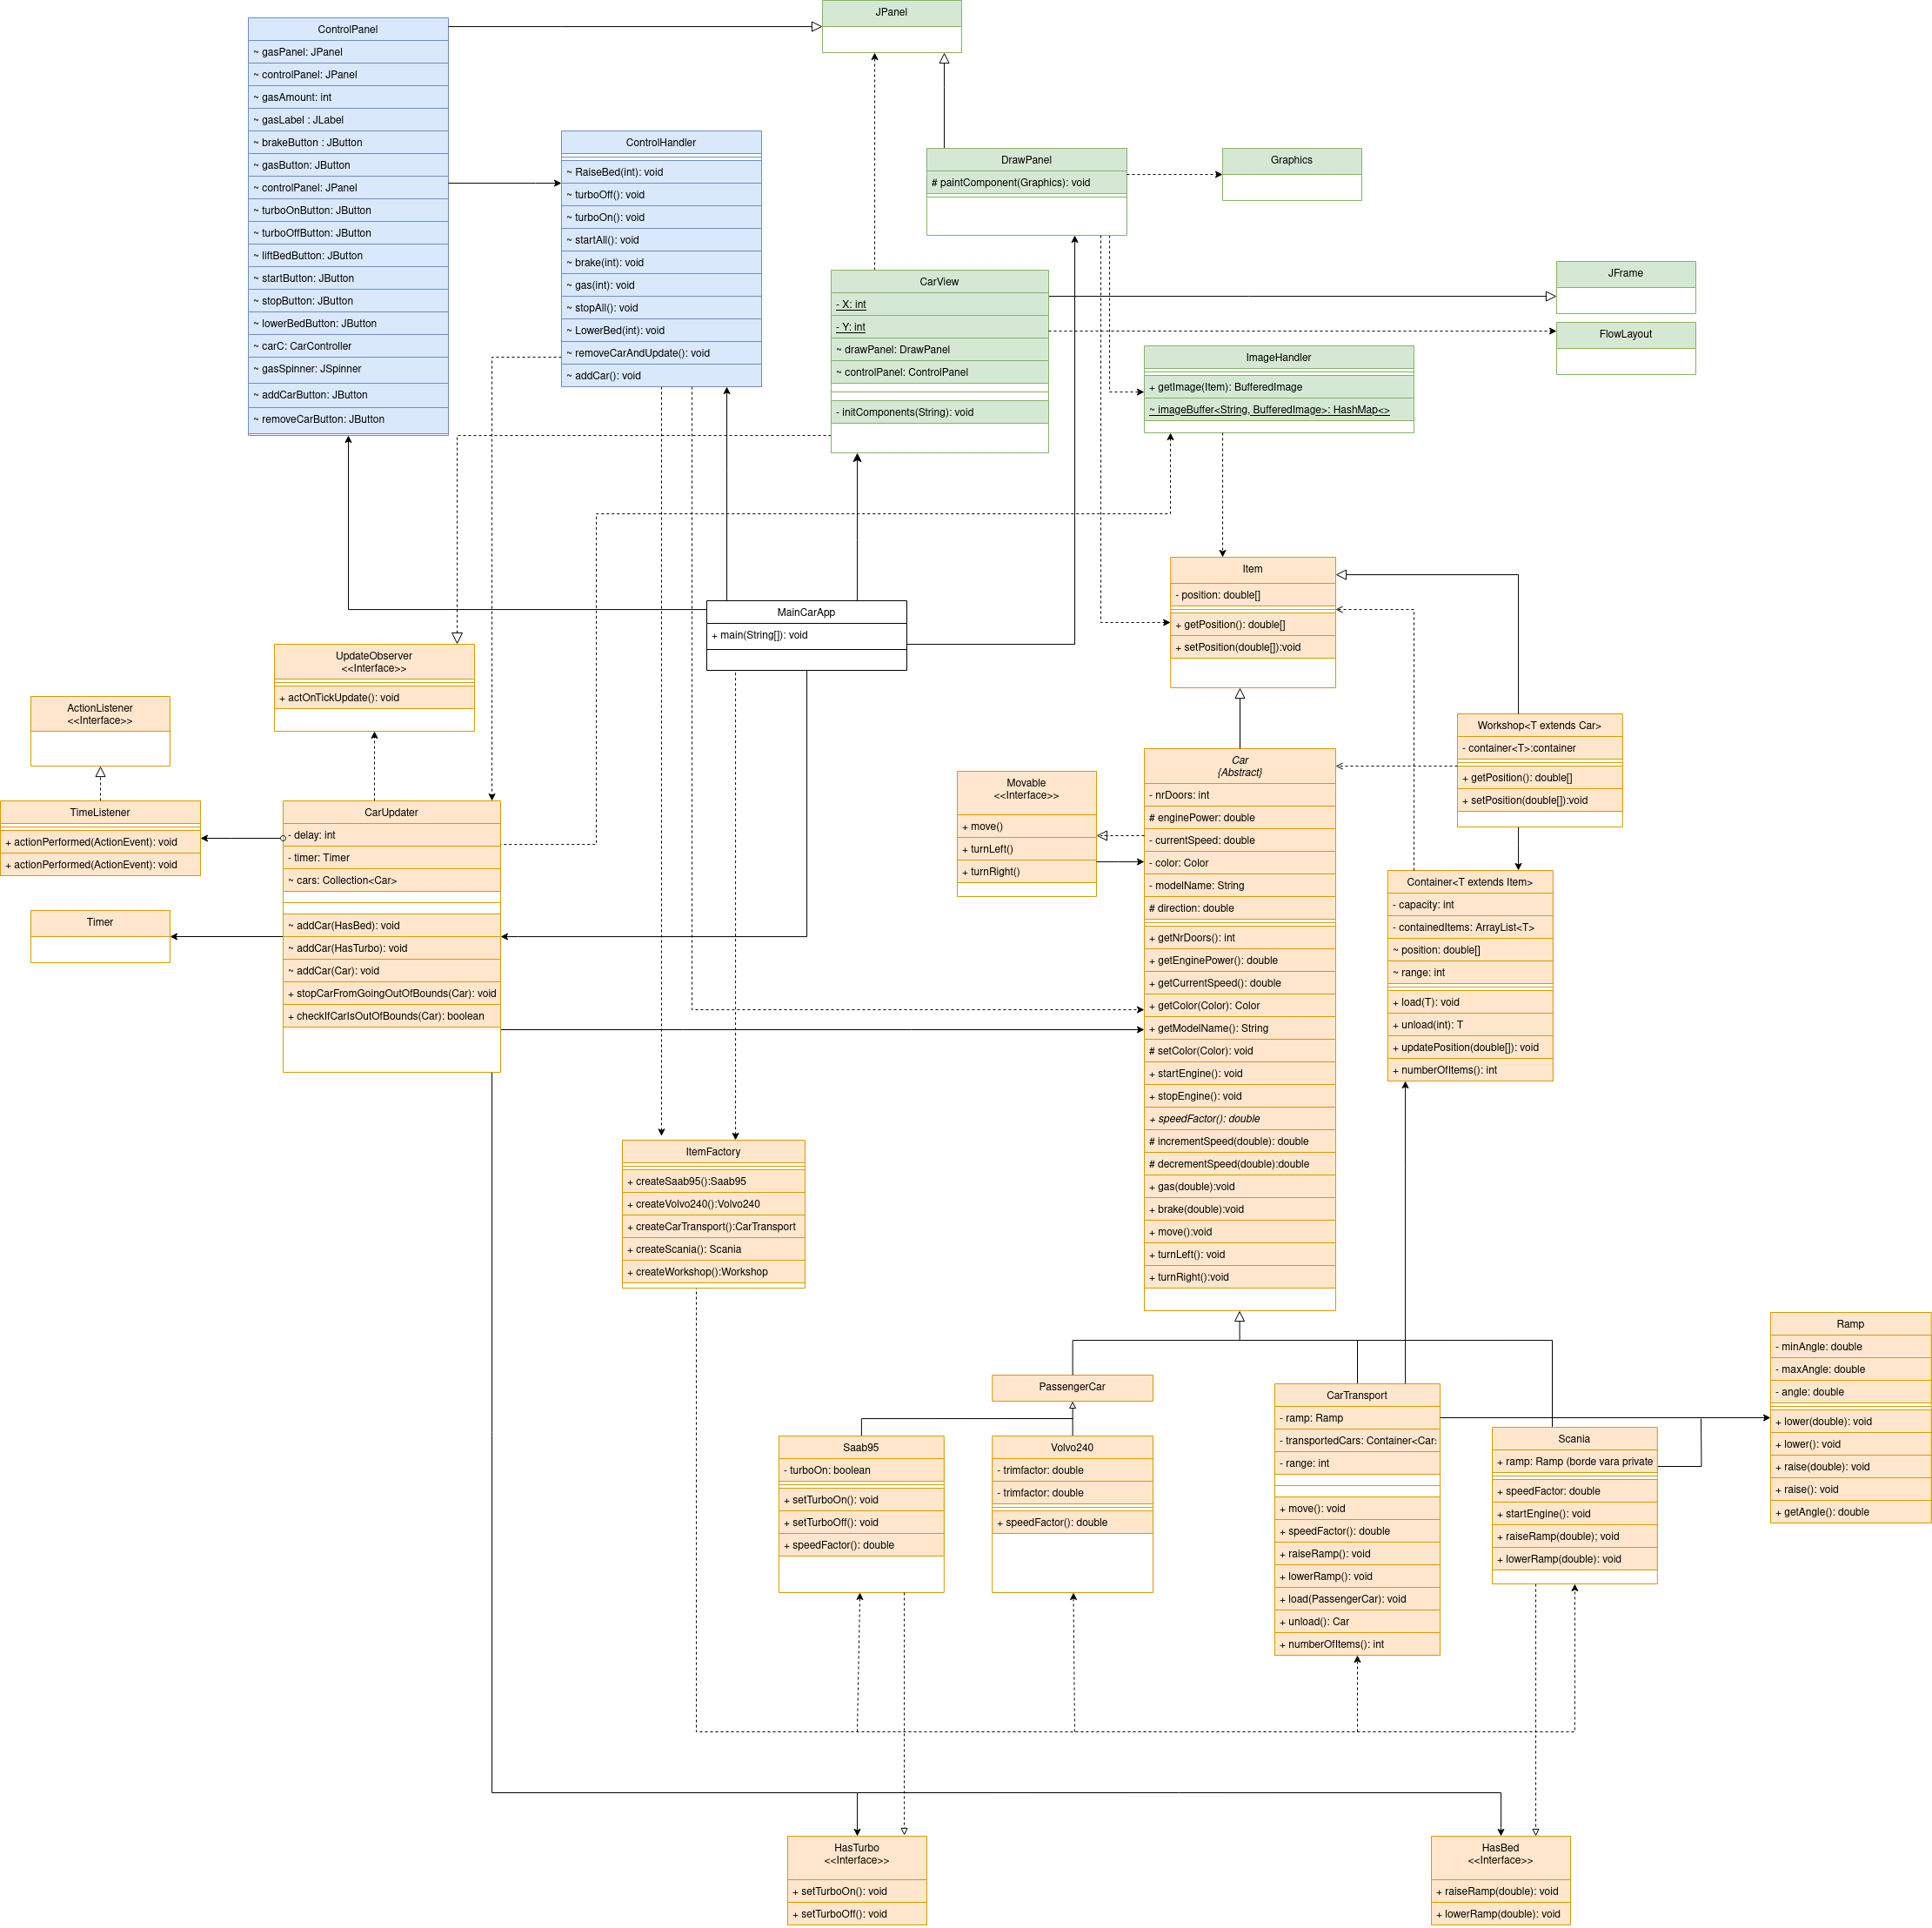 ControlPanel
~ gasPanel: JPanel
~ controlPanel: JPanel
~ gasAmount: int
~ gasLabel : JLabel
~ brakeButton : JButton
~ gasButton: JButton
~ controlPanel: JPanel
~ turboOnButton: JButton
~ turboOffButton: JButton
~ liftBedButton: JButton
~ startButton: JButton
~ stopButton: JButton
~ lowerBedButton: JButton
~ carC: CarController
~ gasSpinner: JSpinner
~ addCarButton: JButton
~ removeCarButton: JButton
JPanel
ControlHandler
~ RaiseBed(int): void
~ turboOff(): void
~ turboOn(): void
~ startAll(): void
~ brake(int): void
~ gas(int): void
~ stopAll(): void
~ LowerBed(int): void
~ removeCarAndUpdate(): void
~ addCar(): void
DrawPanel
# paintComponent(Graphics): void
Graphics
CarView
- X: int
- Y: int
~ drawPanel: DrawPanel
~ controlPanel: ControlPanel
- initComponents(String): void
JFrame
FlowLayout
ImageHandler
+ getImage(Item): BufferedImage
~ imageBuffer<String, BufferedImage>: HashMap<>
Item
- position: double[]
+ getPosition(): double[]
+ setPosition(double[]):void
MainCarApp
+ main(String[]): void
UpdateObserver
<<Interface>>
+ actOnTickUpdate(): void
ActionListener
<<Interface>>
TimeListener
+ actionPerformed(ActionEvent): void
+ actionPerformed(ActionEvent): void
Timer
CarUpdater
- delay: int
- timer: Timer
~ cars: Collection<Car>
~ addCar(HasBed): void
~ addCar(HasTurbo): void
~ addCar(Car): void
+ stopCarFromGoingOutOfBounds(Car): void
+ checkIfCarIsOutOfBounds(Car): boolean
Movable
<<Interface>>
+ move()
+ turnLeft()
+ turnRight()
Car
{Abstract}
- nrDoors: int
# enginePower: double
- currentSpeed: double
- color: Color
- modelName: String
# direction: double
+ getNrDoors(): int
+ getEnginePower(): double
+ getCurrentSpeed(): double
+ getColor(Color): Color
+ getModelName(): String
# setColor(Color): void
+ startEngine(): void
+ stopEngine(): void
+ speedFactor(): double
# incrementSpeed(double): double
# decrementSpeed(double):double
+ gas(double):void
+ brake(double):void
+ move():void
+ turnLeft(): void
+ turnRight():void
Workshop<T extends Car>
- container<T>:container
+ getPosition(): double[]
+ setPosition(double[]):void
Container<T extends Item>
- capacity: int
- containedItems: ArrayList<T>
~ position: double[]
~ range: int
+ load(T): void
+ unload(int): T
+ updatePosition(double[]): void
+ numberOfItems(): int
ItemFactory
+ createSaab95():Saab95
+ createVolvo240():Volvo240
+ createCarTransport():CarTransport
+ createScania(): Scania
+ createWorkshop():Workshop
PassengerCar
Saab95
- turboOn: boolean
+ setTurboOn(): void
+ setTurboOff(): void
+ speedFactor(): double
Volvo240
- trimfactor: double
- trimfactor: double
+ speedFactor(): double
CarTransport
- ramp: Ramp
- transportedCars: Container<Car
- range: int
+ move(): void
+ speedFactor(): double
+ raiseRamp(): void
+ lowerRamp(): void
+ load(PassengerCar): void
+ unload(): Car
+ numberOfItems(): int
Scania
+ ramp: Ramp (borde vara private
+ speedFactor: double
+ startEngine(): void
+ raiseRamp(double); void
+ lowerRamp(double): void
Ramp
- minAngle: double
- maxAngle: double
- angle: double
+ lower(double): void
+ lower(): void
+ raise(double): void
+ raise(): void
+ getAngle(): double
HasTurbo
<<Interface>>
+ setTurboOn(): void
+ setTurboOff(): void
HasBed
<<Interface>>
+ raiseRamp(double): void
+ lowerRamp(double): void